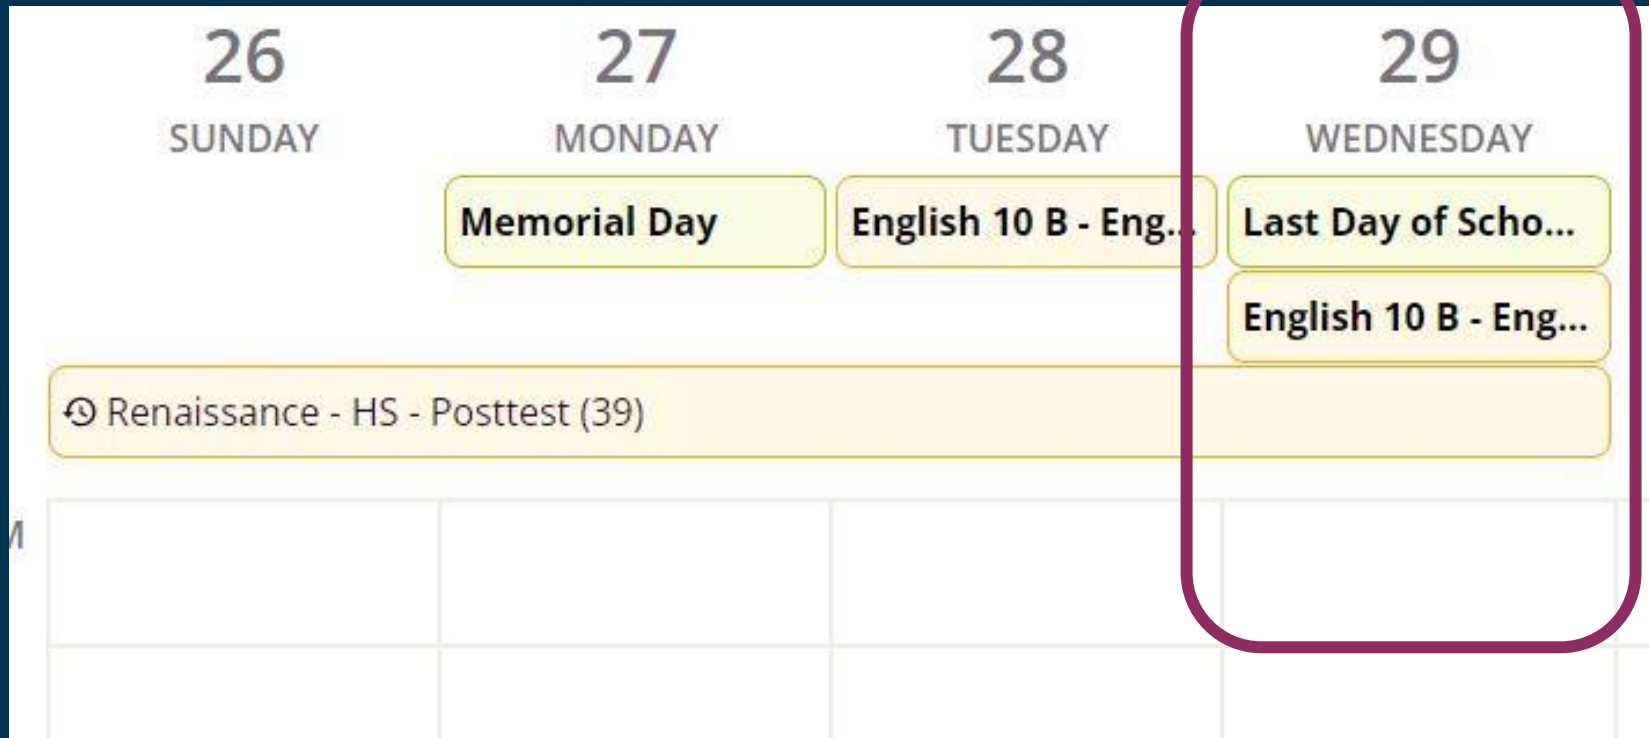 26 27 28 29
SUNDAY MONDAY TUESDAY WEDNESDAY
Memorial Day English 10 B - Eng... Last Day of Scho...
English 10 B - Eng...
Renaissance - HS - Posttest (39)
M